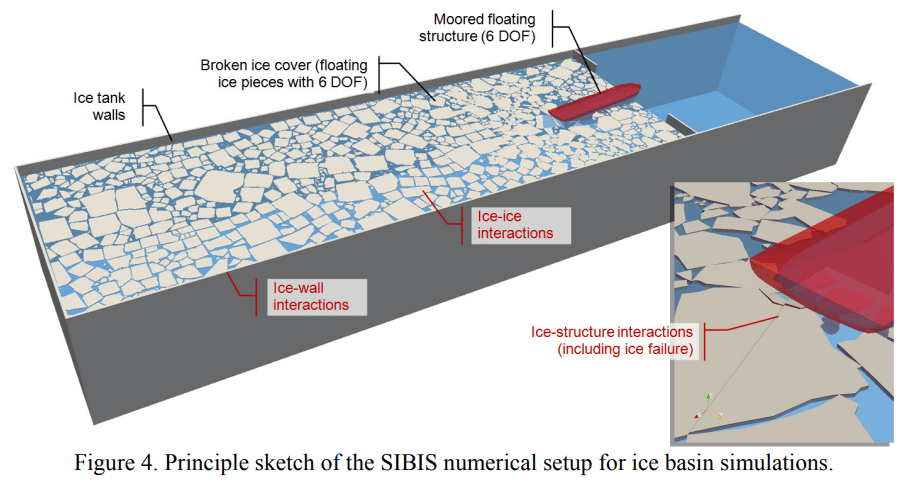 Moored floating
structure (6 DOF)
Broken ice cover (floating
ice pieces with 6 DOF)
Ice tank
walls
Ice-ice
interactions
Ice-wall
interactions
Ice-structure interactions
(including ice failure)
Figure 4. Principle sketch of the SIBIS numerical setup for ice basin simulations.